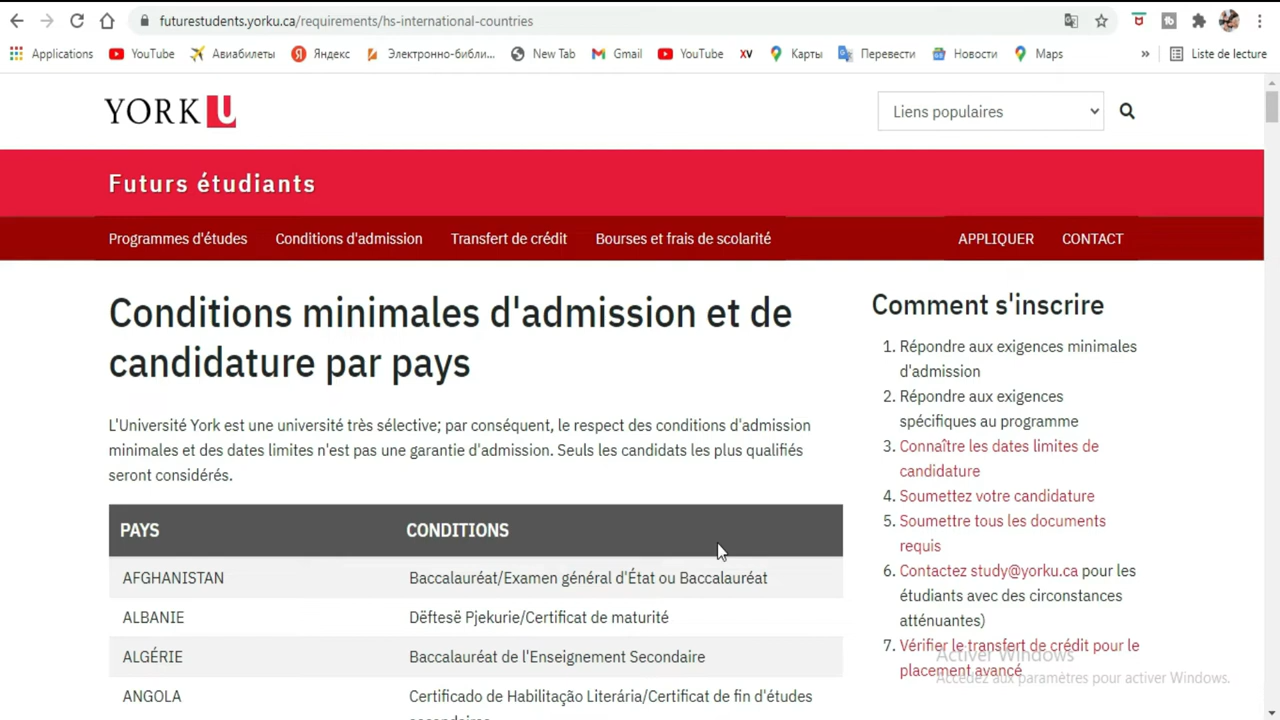 futurestudents.yorku.ca/requirements/hs-international-countries
Applications YouTube Авиабилеты Яндекс Электронно-библи... New Tab Gmail YouTube XV Карты Перевести Новости Maps » Liste de lecture
YORK U
Liens populaires
Futurs étudiants
Programmes d'études Conditions d'admission Transfert de crédit Bourses et frais de scolarité APPLIQUER CONTACT
Conditions minimales d'admission et de
candidature par pays
L'Université York est une université très sélective; par conséquent, le respect des conditions d'admission
minimales et des dates limites n'est pas une garantie d'admission. Seuls les candidats les plus qualifiés
seront considérés.
PAYS CONDITIONS
AFGHANISTAN Baccalauréat/Examen général d'État ou Baccalauréat
ALBANIE Dëftesë Pjekurie/Certificat de maturité
ALGÉRIE Baccalauréat de l'Enseignement Secondaire
ANGOLA Certificado de Habilitação Literária/Certificat de fin d'études
secondaires
Comment s'inscrire
1. Répondre aux exigences minimales
d'admission
2. Répondre aux exigences
spécifiques au programme
3. Connaître les dates limites de
candidature
4. Soumettez votre candidature
5. Soumettre tous les documents
requis
6. Contactez study@yorku.ca pour les
étudiants avec des circonstances
atténuantes)
7. Vérifier le transfert de crédit pour le
placement avancé
Activer Windows
Accédez aux paramètres pour activer Windows.